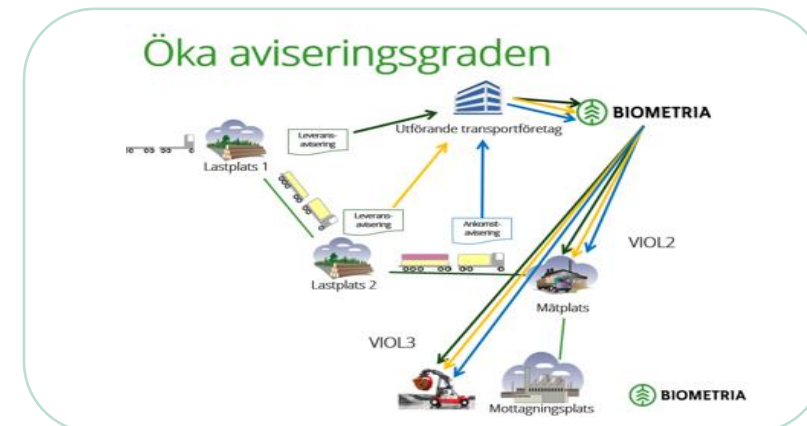 Öka aviseringsgraden
BIOMETRIA
Leverans-
avisering
Utförande transportföretag
Lastplats 1
Leverans-
avisering
Ankomst-
avisering
VIOL2
Lastplats 2
Mätplats
VIOL3
Mottagningsplats
BIOMETRIA